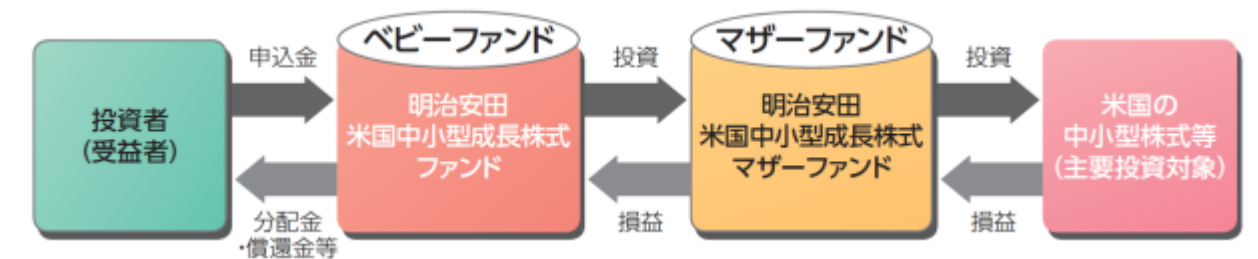 投資者
(受益者)
申込金
分配金
・償還金等
ベビーファンド
明治安田
米国中小型成長株式
ファンド
投資
損益
マザーファンド
明治安田
米国中小型成長株式
マザーファンド
投資
損益
米国の
中小型株式等
(主要投資対象)